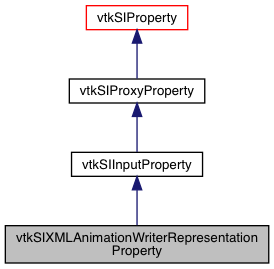 vtkSIProperty
vtkSIProxyProperty
vtkSIInputProperty
vtkSIXMLAnimationWriterRepresentation
Property